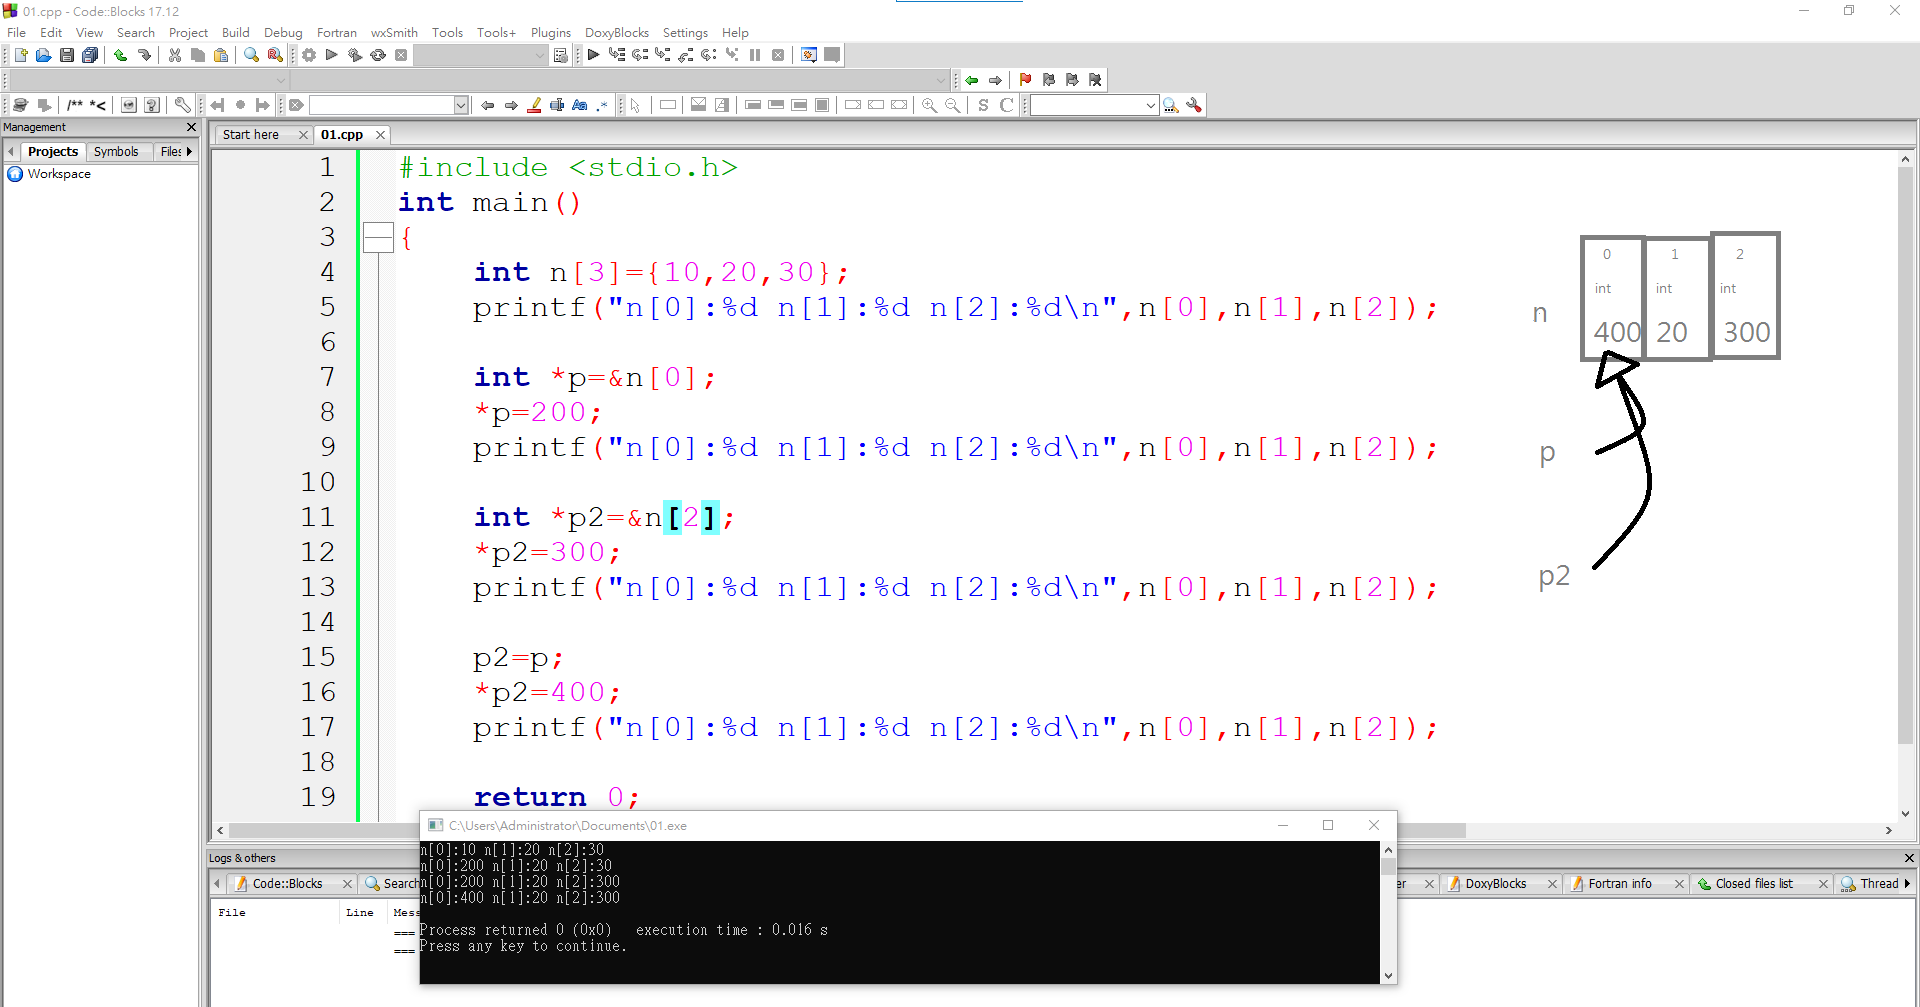 01.cpp - Code::Blocks 17.12
File Edit View Search Project Build Debug Fortran wxSmith Tools Tools+ Plugins DoxyBlocks Settings Help
/** *<
S C
Management
Projects Symbols Files
Workspace
Start here 01.cpp
1 #include <stdio.h>
2 int main()
3 {
4 int n[3]={10,20,30};
5 printf("n[0]:%d n[1]:%d n[2]:%d\n",n[0],n[1],n[2]);
6
7 int *p=&n[0];
8 *p=200;
9 printf("n[0]:%d n[1]:%d n[2]:%d\n",n[0],n[1],n[2]);
10
11 int *p2=&n[2];
12 *p2=300;
13 printf("n[0]:%d n[1]:%d n[2]:%d\n",n[0],n[1],n[2]);
14
15 p2=p;
16 *p2=400;
17 printf("n[0]:%d n[1]:%d n[2]:%d\n",n[0],n[1],n[2]);
18
19 return 0;
0 1 2
int int int
n 400 20 300
p
p2
C:\Users\Administrator\Documents\01.exe
n[0]:10 n[1]:20 n[2]:30
n[0]:200 n[1]:20 n[2]:30
n[0]:200 n[1]:20 n[2]:300
n[0]:400 n[1]:20 n[2]:300
Process returned 0 (0x0) execution time : 0.016 s
Press any key to continue.
Logs & others
Code::Blocks Search er DoxyBlocks Fortran info Closed files list Thread
File Line Mess
===
===